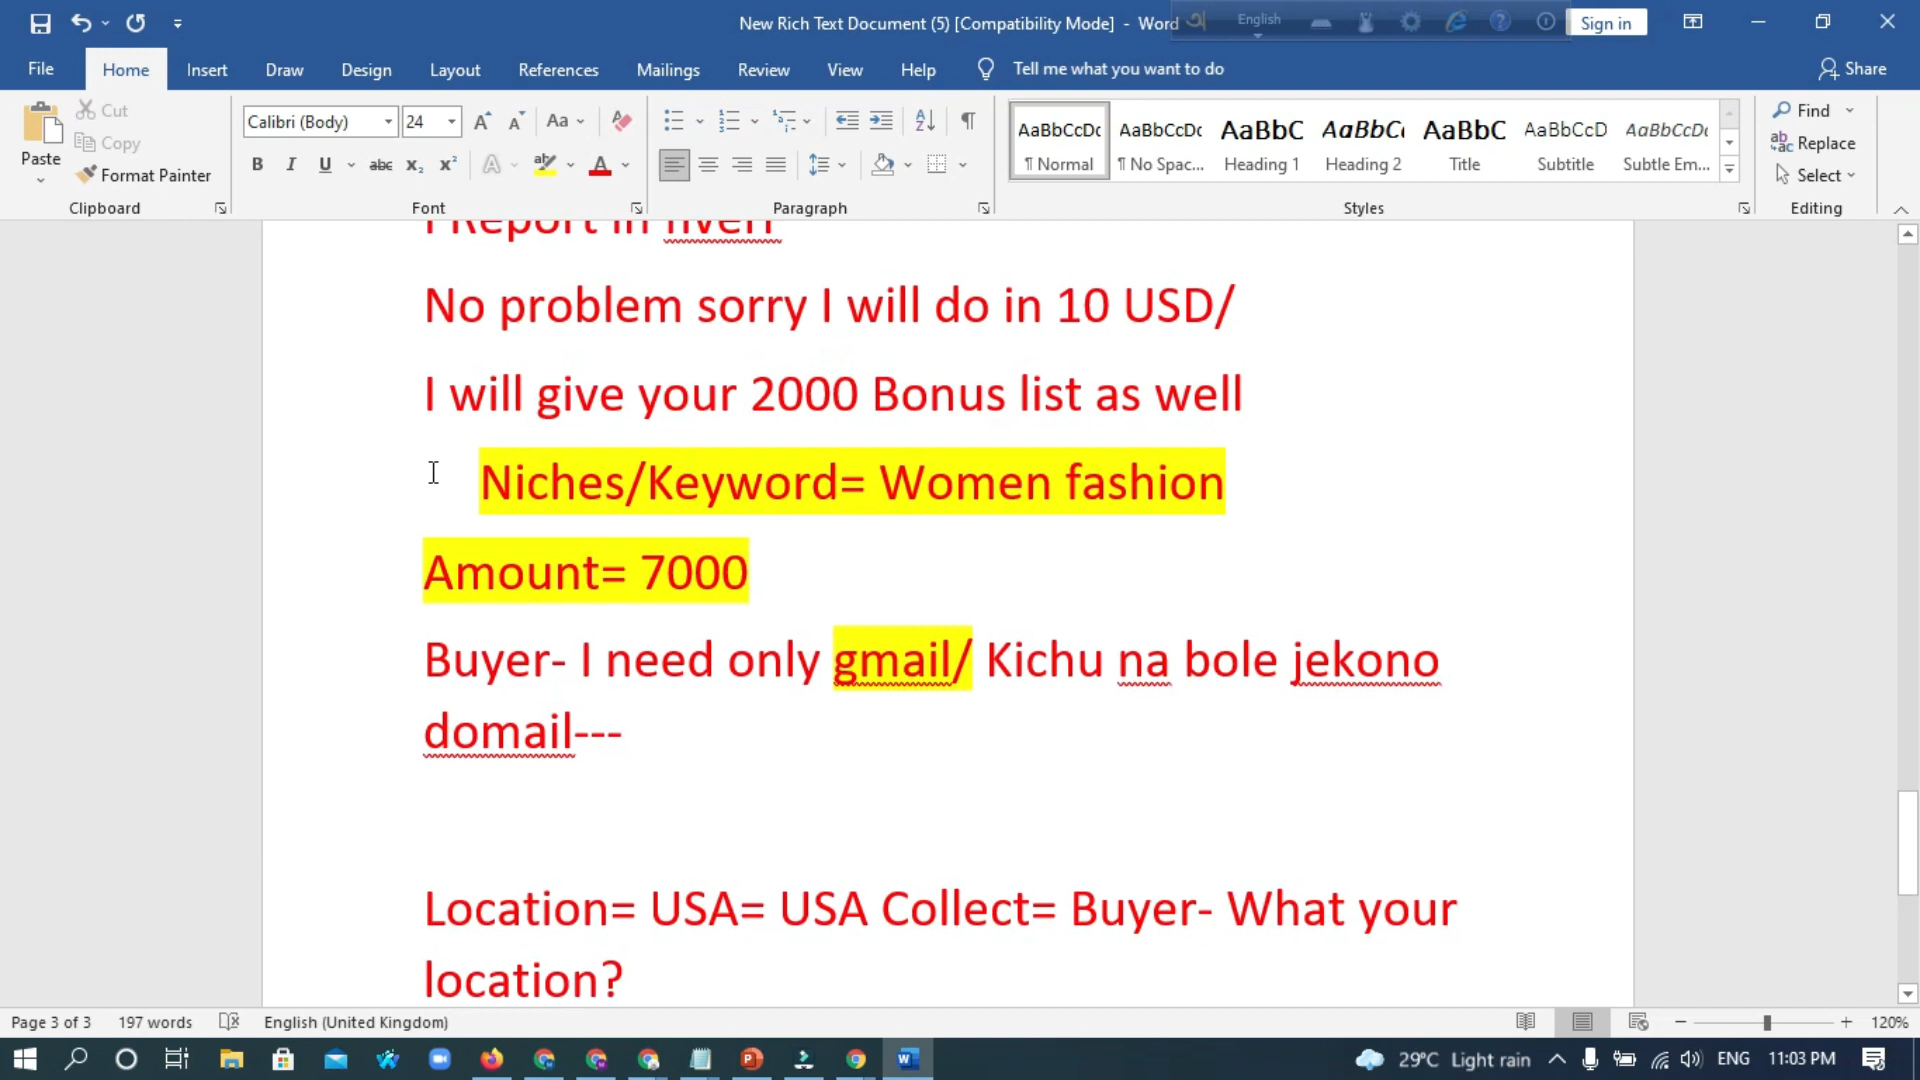 New Rich Text Document (5) [Compatibility Mode] - Word
অ English
Sign in
File Home Insert Draw Design Layout References Mailings Review View Help Tell me what you want to do Share
Paste
Cut
Copy
Format Painter
Calibri (Body) 24
AaBbCcDc AaBbCcDc AaBbC AaBbC AaBbC AaBbCcD AaBbCcDc
¶ Normal ¶ No Spac... Heading 1 Heading 2 Title Subtitle Subtle Em...
Find
Replace
Select
Clipboard Font Paragraph Styles Editing
I Report in fiverr
No problem sorry I will do in 10 USD/
I will give your 2000 Bonus list as well
Niches/Keyword= Women fashion
Amount= 7000
Buyer- I need only gmail/ Kichu na bole jekono
domail---
Location= USA= USA Collect= Buyer- What your
location?
Page 3 of 3 197 words English (United Kingdom) 120%
29°C Light rain ENG 11:03 PM